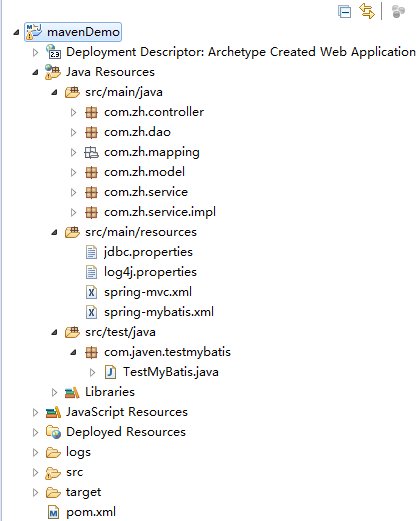 mavenDemo
2.3 Deployment Descriptor: Archetype Created Web Application
Java Resources
src/main/java
com.zh.controller
com.zh.dao
com.zh.mapping
com.zh.model
com.zh.service
com.zh.service.impl
src/main/resources
jdbc.properties
log4j.properties
X spring-mvc.xml
X spring-mybatis.xml
src/test/java
com.javen.testmybatis
J TestMyBatis.java
Libraries
JavaScript Resources
Deployed Resources
logs
src
target
M pom.xml